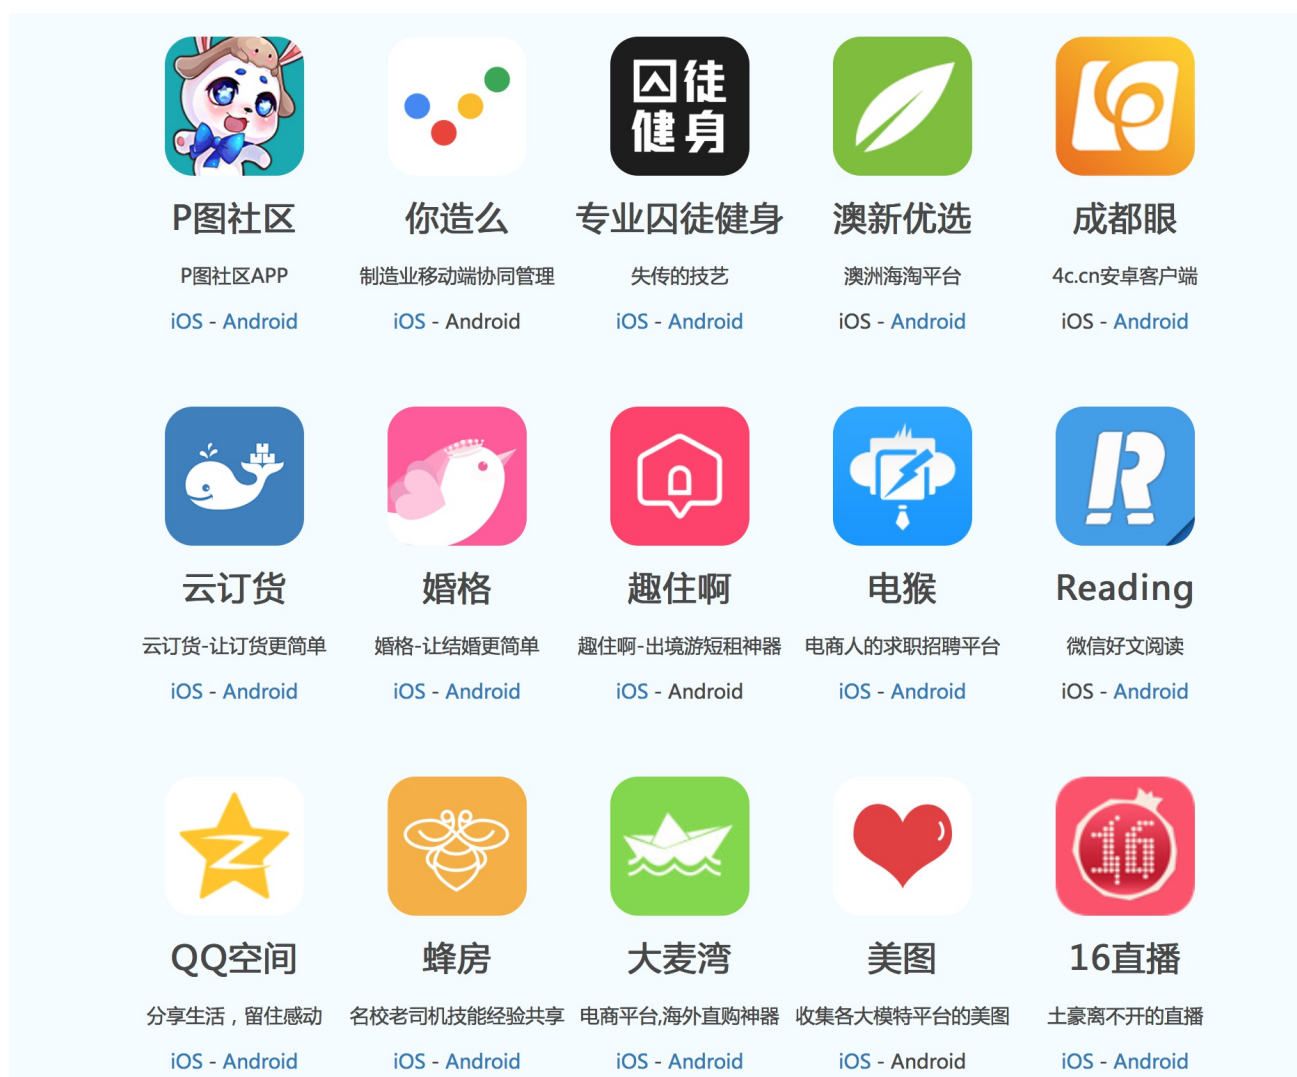 囚徒
健身
P图社区
你造么
专业囚徒健身
澳新优选
成都眼
P图社区APP
制造业移动端协同管理
失传的技艺
澳洲海淘平台
4c.cn安卓客户端
iOS - Android
iOS - Android
iOS - Android
iOS - Android
iOS - Android
云订货
婚格
趣住啊
电猴
Reading
云订货-让订货更简单
婚格-让结婚更简单
趣住啊-出境游短租神器
电商人的求职招聘平台
微信好文阅读
iOS - Android
iOS - Android
iOS - Android
iOS - Android
iOS - Android
16
QQ空间
蜂房
大麦湾
美图
16直播
分享生活，留住感动
名校老司机技能经验共享
电商平台,海外直购神器
收集各大模特平台的美图
土豪离不开的直播
iOS - Android
iOS - Android
iOS - Android
iOS - Android
iOS - Android